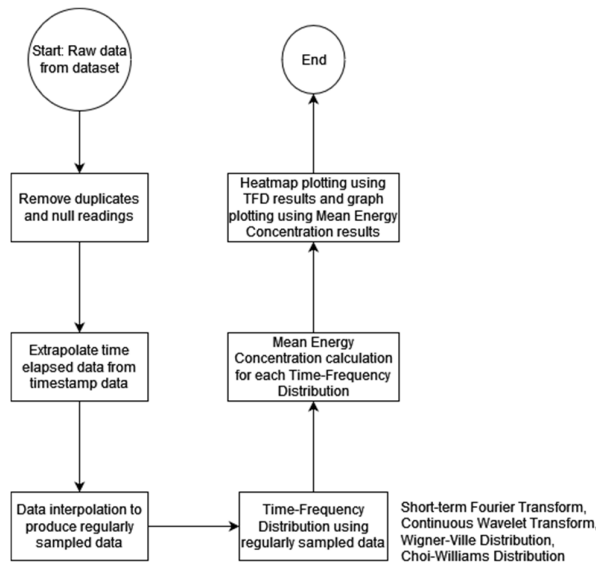 Start: Raw data
from dataset
Remove duplicates
and null readings
Extrapolate time
elapsed data from
timestamp data
Data interpolation to
produce regularly
sampled data
Time-Frequency
Distribution using
regularly sampled data
Short-term Fourier Transform,
Continuous Wavelet Transform,
Wigner-Ville Distribution,
Choi-Williams Distribution
Mean Energy
Concentration calculation
for each Time-Frequency
Distribution
Heatmap plotting using
TFD results and graph
plotting using Mean Energy
Concentration results
End